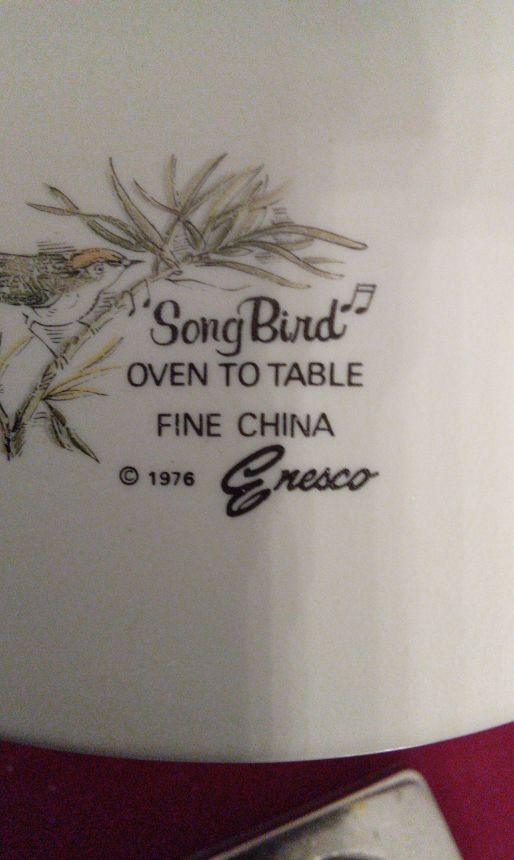 SongBird
OVEN TO TABLE
FINE CHINA
© 1976 Enesco